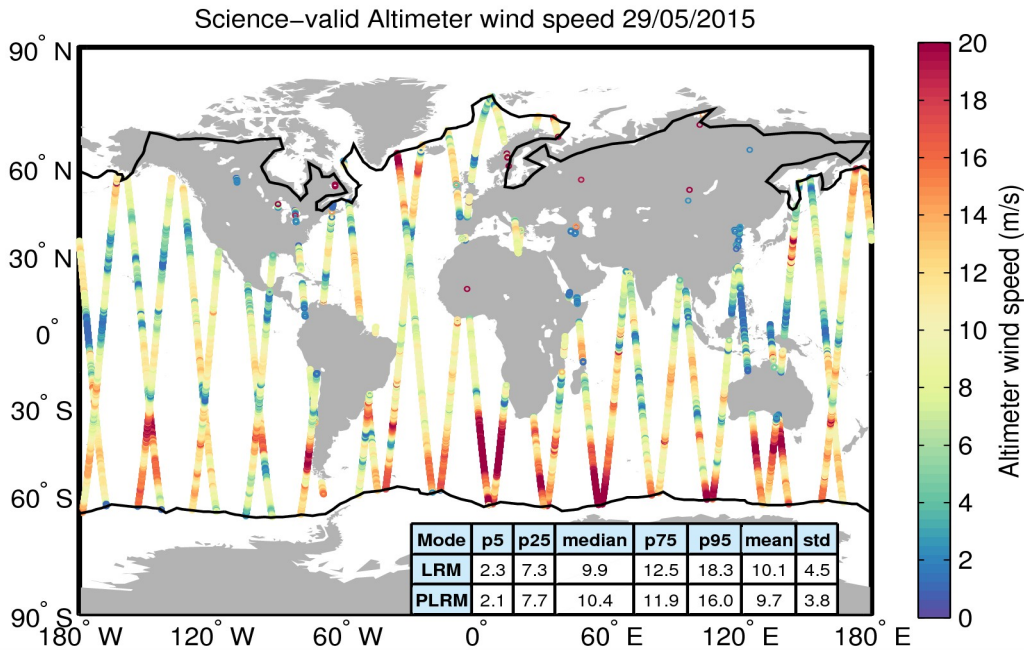 Science−valid Altimeter wind speed 29/05/2015
90° N
60° N
30° N
0°
30° S
60° S
90° S
180° W
120° W
60° W
0°
60° E
120° E
180° E
Mode p5 p25 median p75 p95 mean std
LRM 2.3 7.3 9.9 12.5 18.3 10.1 4.5
PLRM 2.1 7.7 10.4 11.9 16.0 9.7 3.8
20
18
16
14
12
10
8
6
4
2
0
Altimeter wind speed (m/s)